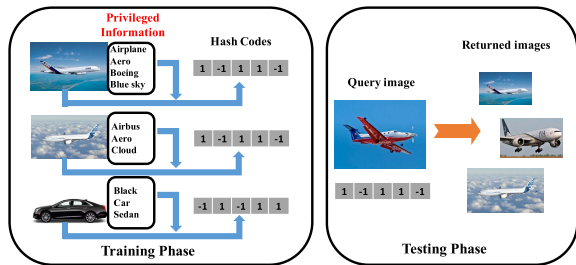 Privileged
Information
Hash Codes
Airplane
Aero
Boeing
Blue sky
1 -1 1 1 -1
Airbus
Aero
Cloud
1 -1 1 1 -1
Black
Car
Sedan
-1 1 -1 1 1
Training Phase
Returned images
Query image
1 -1 1 1 -1
Testing Phase